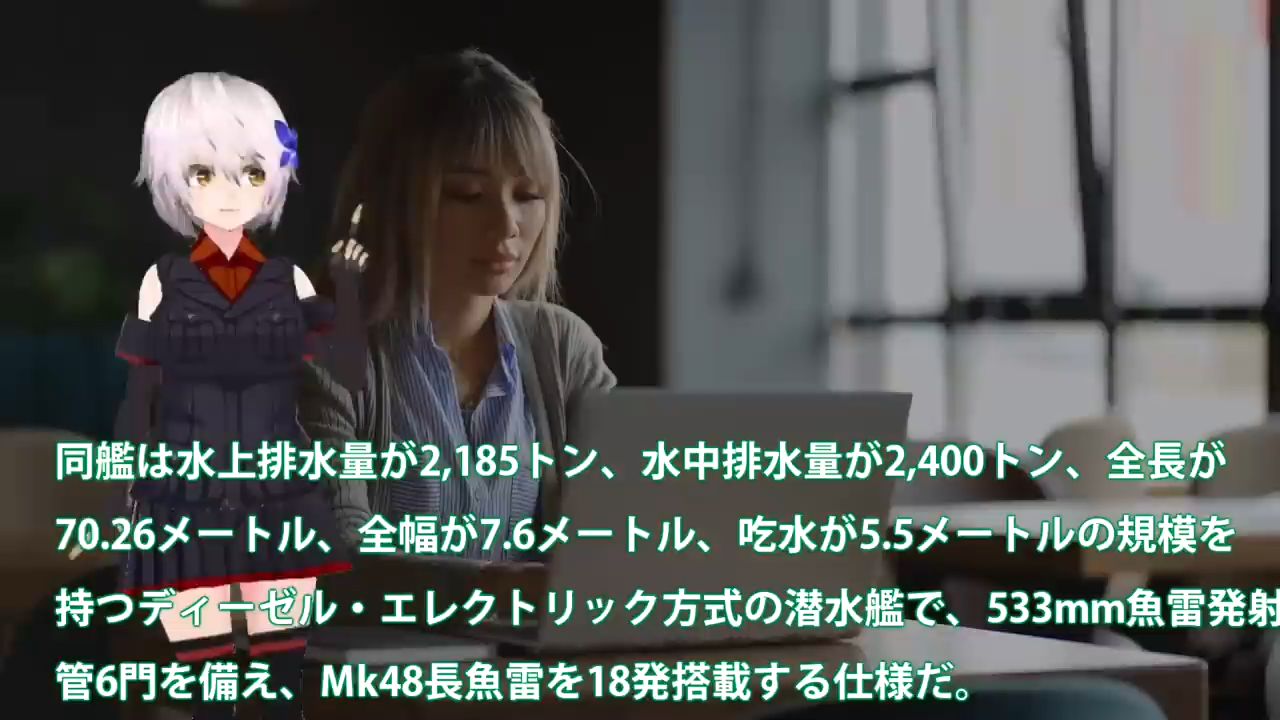 同艦は水上排水量が2,185トン、水中排水量が2,400トン、全長が
70.26メートル、全幅が7.6メートル、吃水が5.5メートルの規模を
持つディーゼル・エレクトリック方式の潜水艦で、533mm魚雷発射
管6門を備え、Mk48長魚雷を18発搭載する仕様だ。